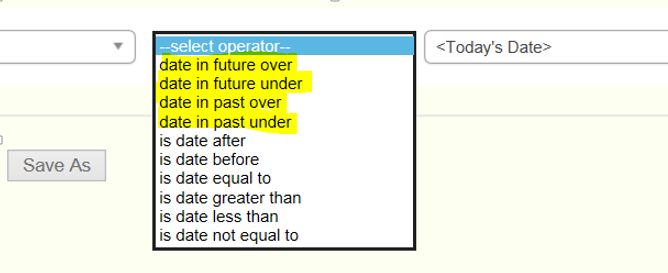 --select operator--
<Today's Date>
date in future over
date in future under
date in past over
date in past under
is date after
is date before
is date equal to
is date greater than
is date less than
is date not equal to
Save As